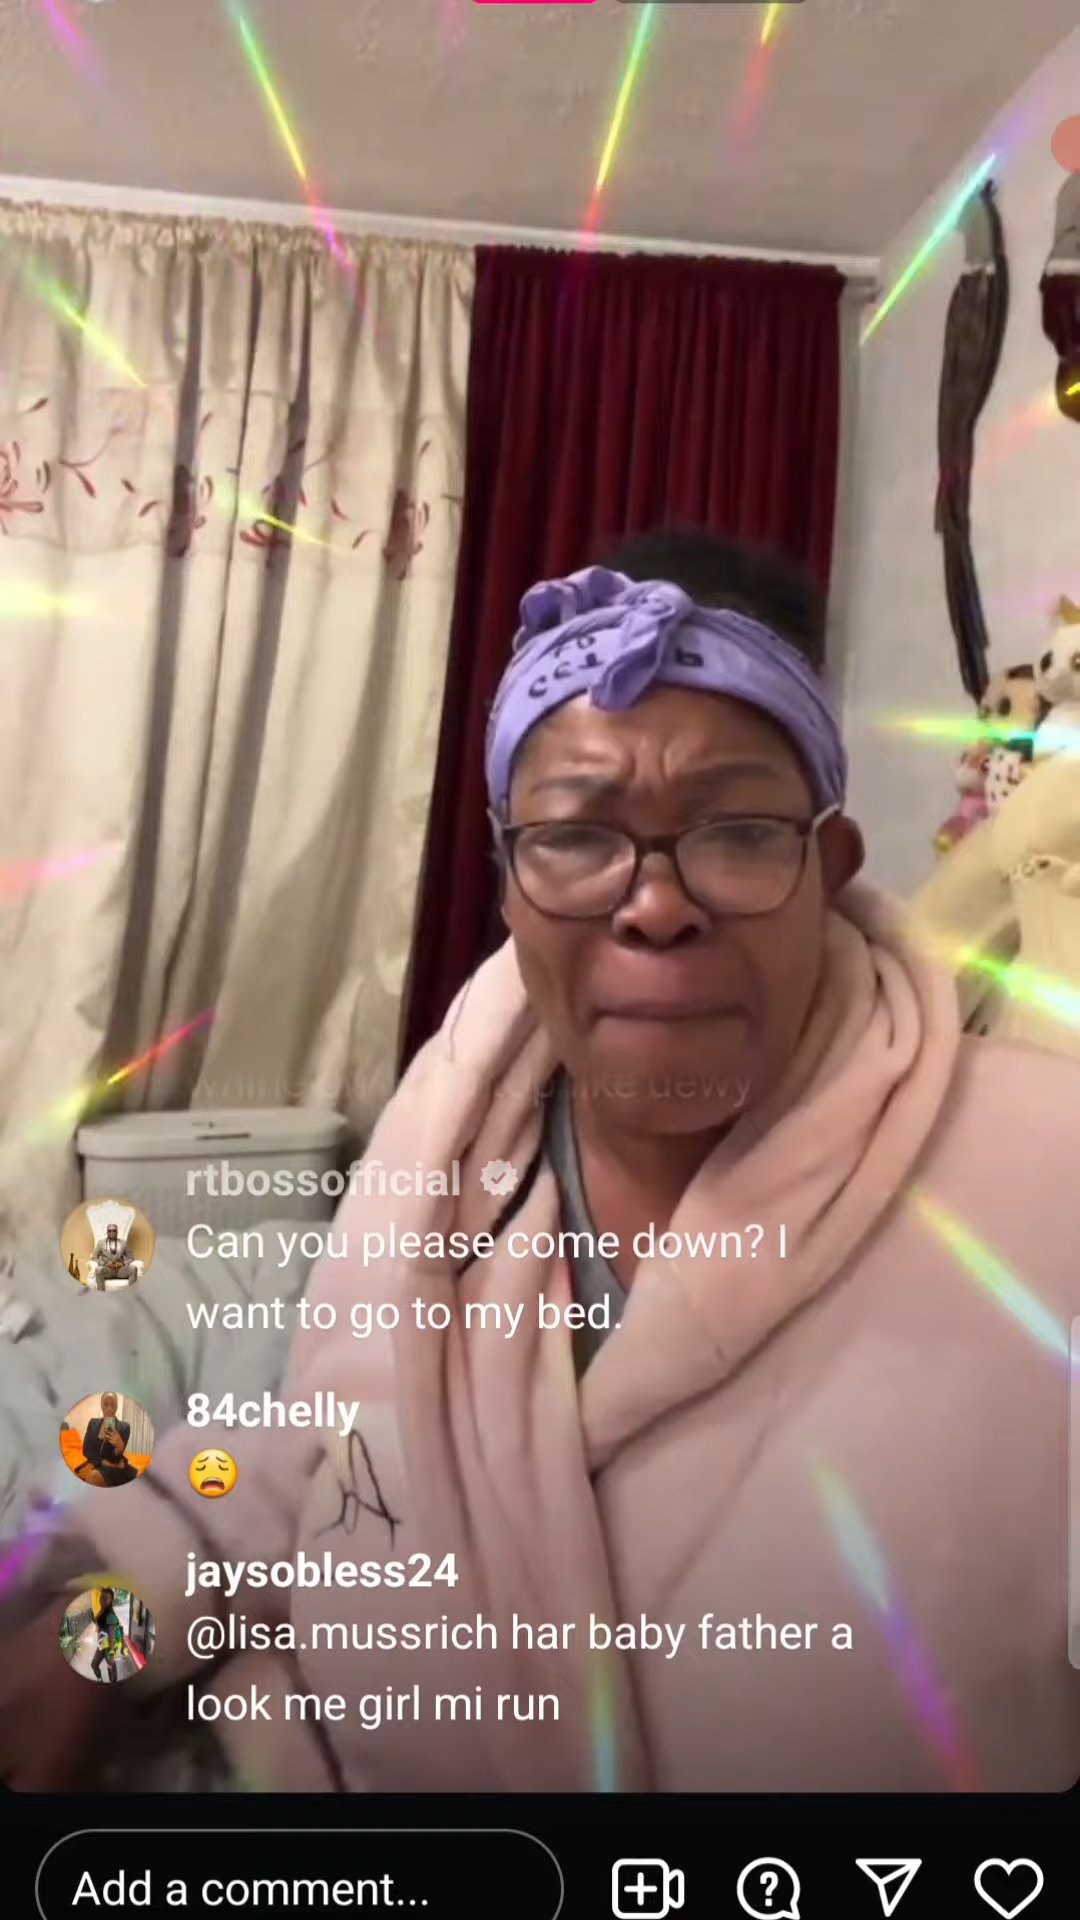 rtbossofficial
Can you please come down? I
want to go to my bed.
84chelly
😩
jaysobless24
@lisa.mussrich har baby father a
look me girl mi run
Add a comment...